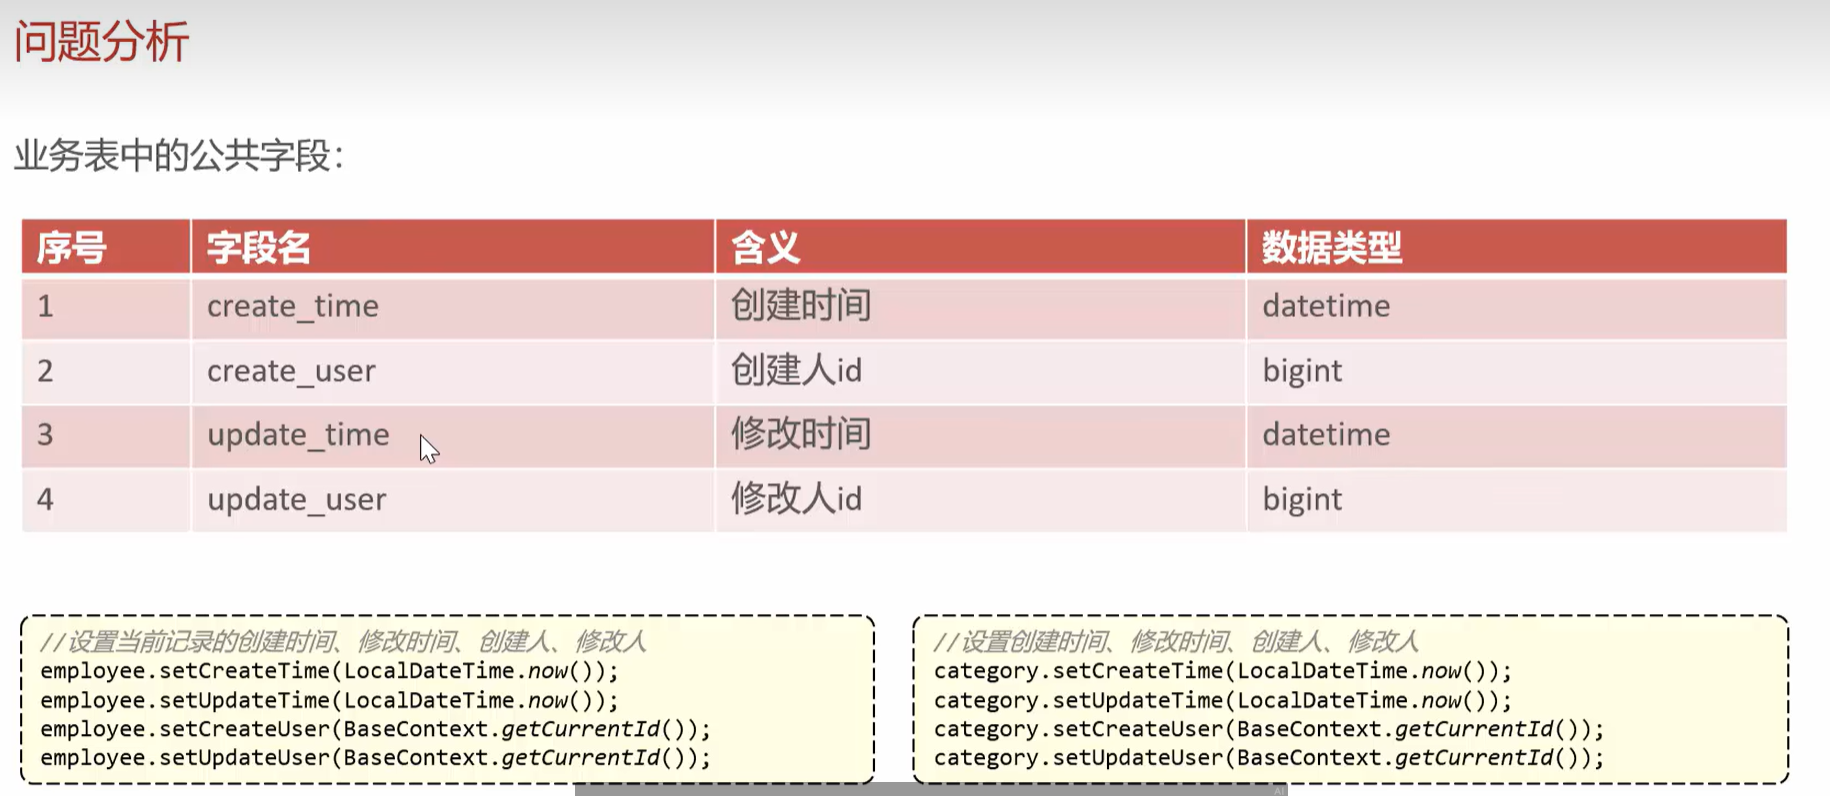 问题分析
业务表中的公共字段：
序号 字段名 含义 数据类型
1 create_time 创建时间 datetime
2 create_user 创建人id bigint
3 update_time 修改时间 datetime
4 update_user 修改人id bigint
//设置当前记录的创建时间、修改时间、创建人、修改人
employee.setCreateTime(LocalDateTime.now());
employee.setUpdateTime(LocalDateTime.now());
employee.setCreateUser(BaseContext.getCurrentId());
employee.setUpdateUser(BaseContext.getCurrentId());
//设置创建时间、修改时间、创建人、修改人
category.setCreateTime(LocalDateTime.now());
category.setUpdateTime(LocalDateTime.now());
category.setCreateUser(BaseContext.getCurrentId());
category.setUpdateUser(BaseContext.getCurrentId());
AI